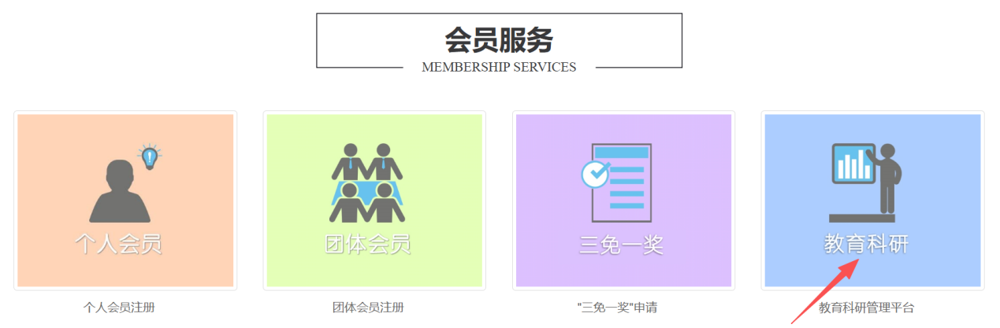 会员服务
MEMBERSHIP SERVICES
个人会员
团体会员
三免一奖
教育科研
个人会员注册
团体会员注册
"三免一奖"申请
教育科研管理平台